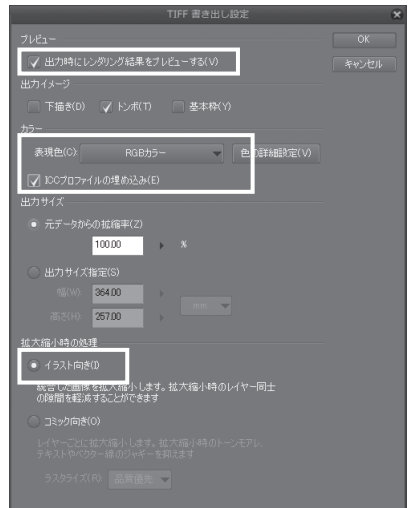 TIFF 書き出し設定
プレビュー
出力時にレンダリング結果をプレビューする(V)
OK
キャンセル
出力イメージ
下描き(D) トンボ(T) 基本枠(Y)
カラー
表現色(C): RGBカラー 色の詳細設定(V)
ICCプロファイルの埋め込み(E)
出力サイズ
元データからの拡縮率(Z)
100.00 %
出力サイズ指定(S)
幅(W): 364.00 mm
高さ(H): 257.00
拡大縮小時の処理
イラスト向き(I)
統合した画像を拡大縮小します。拡大縮小時のレイヤー同士
の隙間を軽減することができます
コミック向き(O)
レイヤーごとに拡大縮小します。拡大縮小時のトーンモアレ、
テキストやベクター線のジャギーを抑えます
ラスタライズ(R): 品質優先